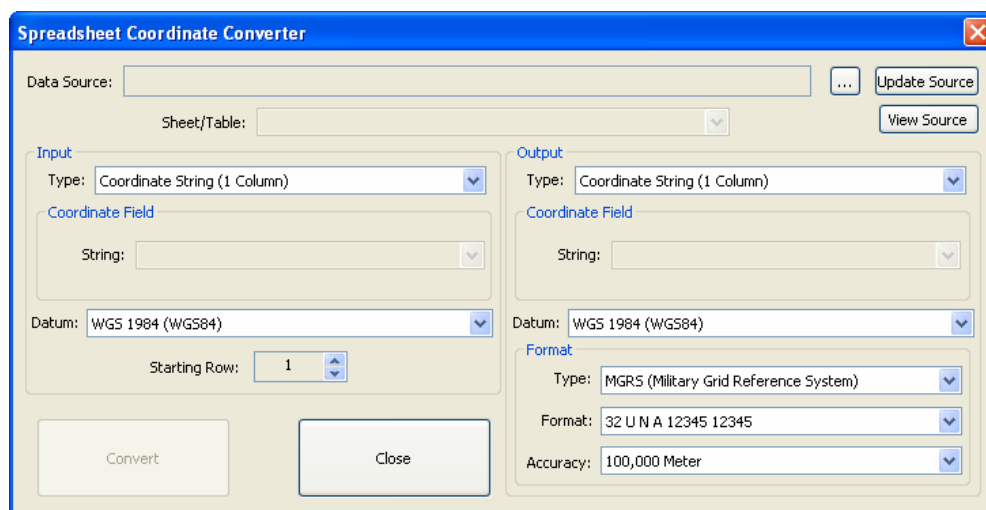 Spreadsheet Coordinate Converter
Data Source:
...
Update Source
Sheet/Table:
View Source
Input
Type: Coordinate String (1 Column)
Coordinate Field
String:
Datum: WGS 1984 (WGS84)
Starting Row: 1
Convert
Close
Output
Type: Coordinate String (1 Column)
Coordinate Field
String:
Datum: WGS 1984 (WGS84)
Format
Type: MGRS (Military Grid Reference System)
Format: 32 U N A 12345 12345
Accuracy: 100,000 Meter